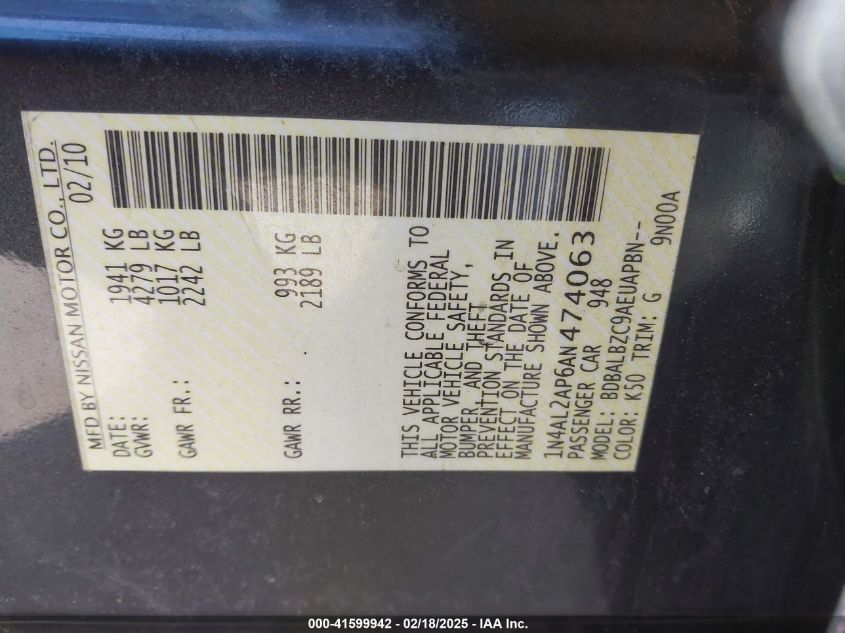 MFD BY NISSAN MOTOR CO., LTD.
DATE: 02/10
GVWR: 1941 KG
4279 LB
GAWR FR.: 1017 KG
2242 LB
GAWR RR.: 993 KG
2189 LB
THIS VEHICLE CONFORMS TO
ALL APPLICABLE FEDERAL
MOTOR VEHICLE SAFETY,
BUMPER, AND THEFT
PREVENTION STANDARDS IN
EFFECT ON THE DATE OF
MANUFACTURE SHOWN ABOVE.
1N4AL2AP6AN474063
PASSENGER CAR 948
MODEL: BDBALBZC9AEUAPBN--
COLOR: K50 TRIM: G 9N00A
000-41599942 - 02/18/2025 - IAA Inc.